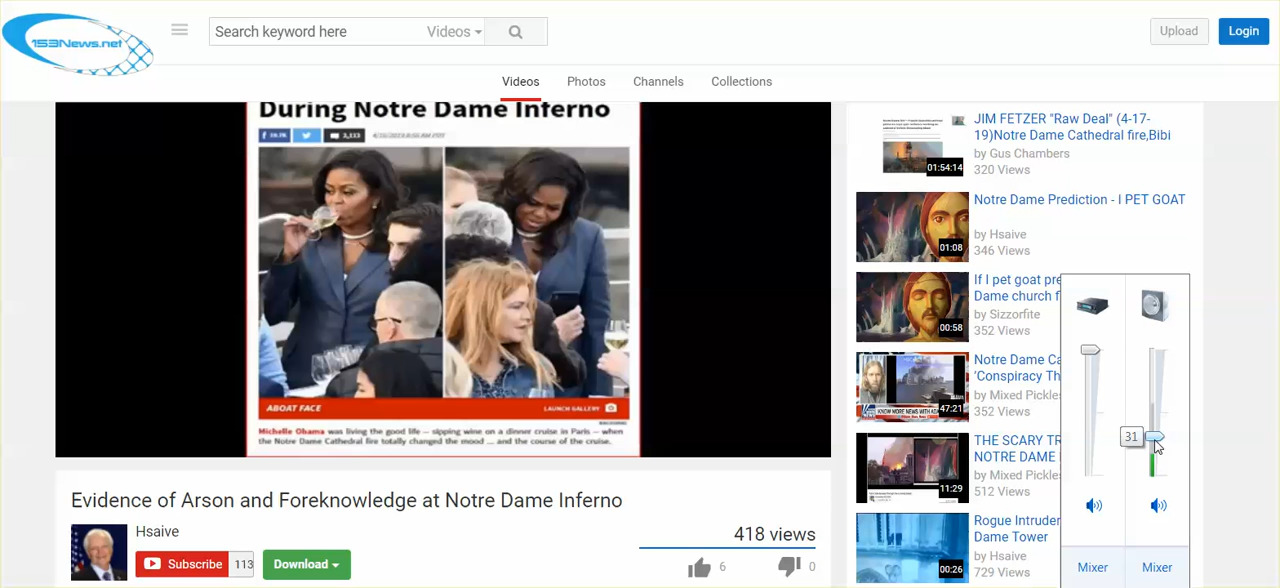 153News.net
Search keyword here
Videos
Upload
Login
Videos
Photos
Channels
Collections
During Notre Dame Inferno
ABOAT FACE
LAUNCH GALLERY
Michelle Obama was living the good life — sipping wine on a dinner cruise in Paris — when
the Notre Dame Cathedral fire totally changed the mood ... and the course of the cruise.
Evidence of Arson and Foreknowledge at Notre Dame Inferno
Hsaive
Subscribe 113
Download
418 views
6
0
01:54:14
JIM FETZER "Raw Deal" (4-17-
19)Notre Dame Cathedral fire,Bibi
by Gus Chambers
320 Views
01:08
Notre Dame Prediction - I PET GOAT
by Hsaive
346 Views
00:58
If I pet goat pre
Dame church f
by Sizzorfite
352 Views
47:21
KNOW MORE NEWS WITH
Notre Dame Ca
'Conspiracy Th
by Mixed Pickles
352 Views
11:29
THE SCARY TR
NOTRE DAME
by Mixed Pickles
512 Views
00:26
Rogue Intruder
Dame Tower
by Hsaive
729 Views
31
Mixer
Mixer